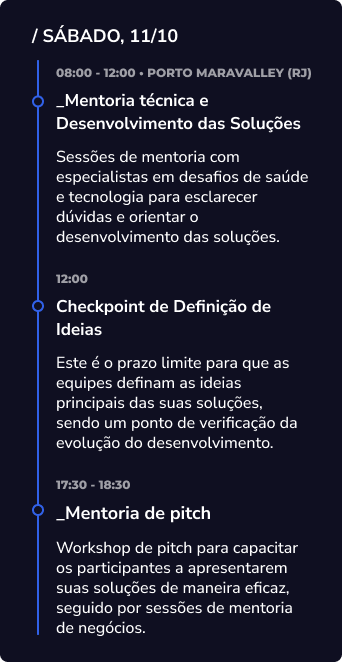 / SÁBADO, 11/10
08:00 - 12:00 • PORTO MARAVALLEY (RJ)
_Mentoria técnica e
Desenvolvimento das Soluções
Sessões de mentoria com
especialistas em desafios de saúde
e tecnologia para esclarecer
dúvidas e orientar o
desenvolvimento das soluções.
12:00
Checkpoint de Definição de
Ideias
Este é o prazo limite para que as
equipes definam as ideias
principais das suas soluções,
sendo um ponto de verificação da
evolução do desenvolvimento.
17:30 - 18:30
_Mentoria de pitch
Workshop de pitch para capacitar
os participantes a apresentarem
suas soluções de maneira eficaz,
seguido por sessões de mentoria
de negócios.